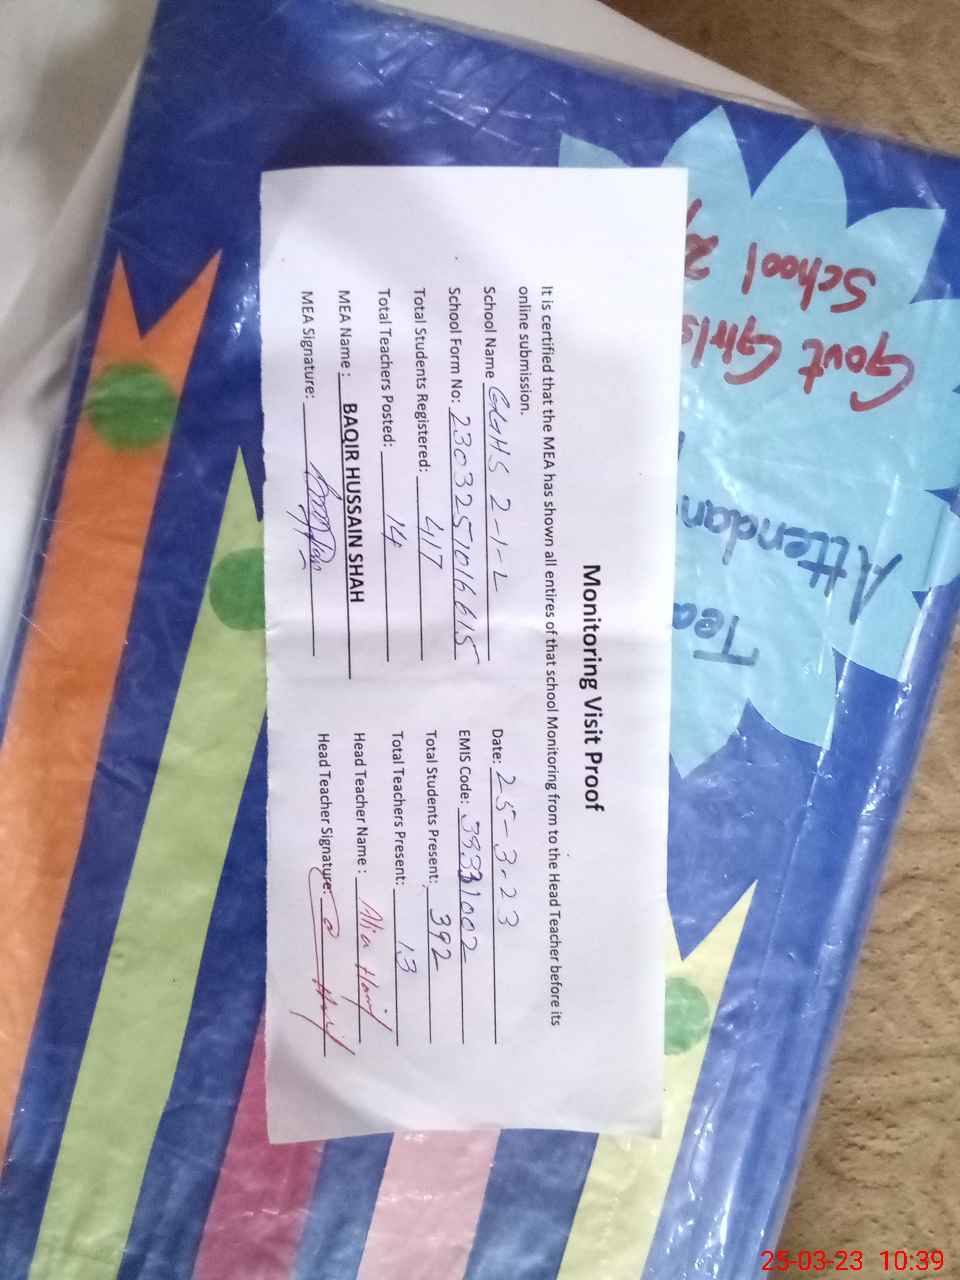 Monitoring Visit Proof
It is certified that the MEA has shown all entires of that school Monitoring from to the Head Teacher before its
online submission.
School Name GGHS 2-1-L Date: 25-3-23
School Form No: 2303251016615 EMIS Code: 39331002
Total Students Registered: 417 Total Students Present: 392
Total Teachers Posted: 14 Total Teachers Present: 13
MEA Name : BAQIR HUSSAIN SHAH Head Teacher Name : Alia
MEA Signature: Head Teacher Signature:
Govt Girls
School
Attendan
Tea
25-03-23 10:39